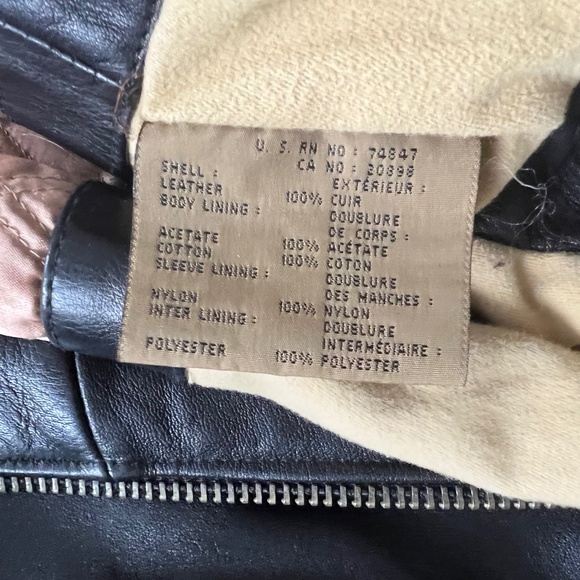 U. S. RN NO : 74847
CA NO : 20898
SHELL : EXTÉRIEUR :
LEATHER 100% CUIR
BODY LINING : DOUBLURE
DE CORPS :
ACETATE 100% ACÉTATE
COTTON 100% COTON
SLEEVE LINING : DOUBLURE
DES MANCHES :
NYLON 100% NYLON
INTER LINING : DOUBLURE
INTERMÉDIAIRE :
POLYESTER 100% POLYESTER